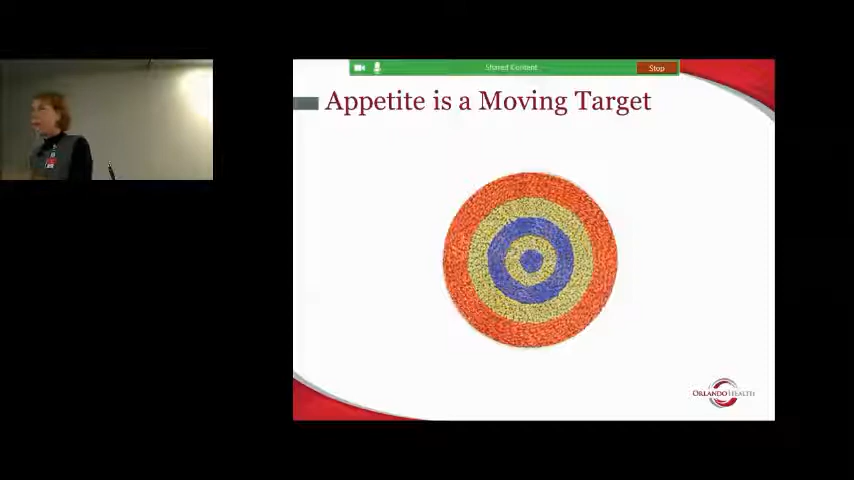 Shared Content
Stop
Appetite is a Moving Target
ORLANDO HEALTH